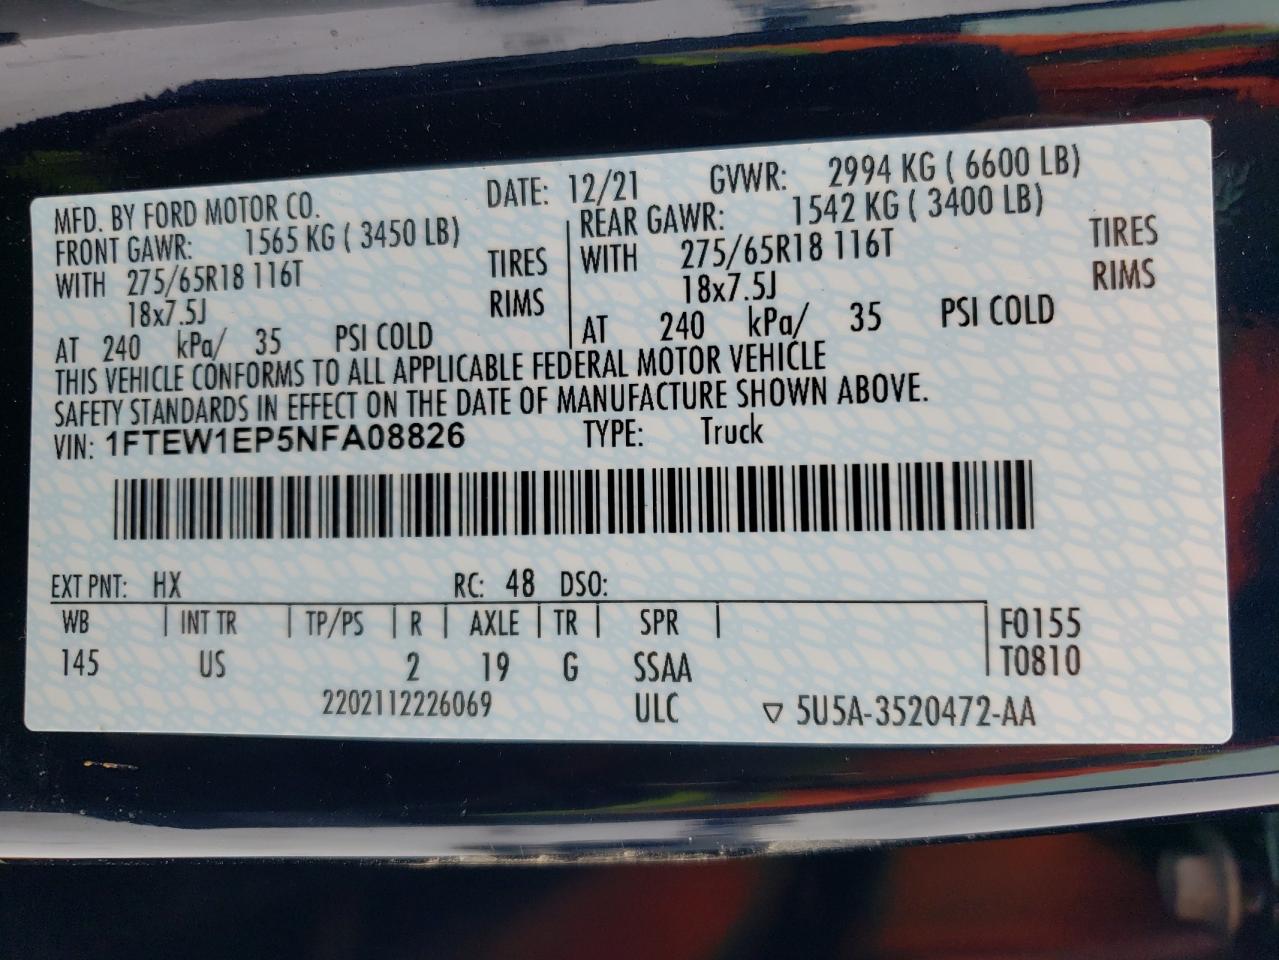 MFD. BY FORD MOTOR CO. DATE: 12/21 GVWR: 2994 KG ( 6600 LB)
FRONT GAWR: 1565 KG ( 3450 LB) REAR GAWR: 1542 KG ( 3400 LB)
WITH 275/65R18 116T TIRES WITH 275/65R18 116T TIRES
18x7.5J RIMS 18x7.5J RIMS
AT 240 kPa/ 35 PSI COLD AT 240 kPa/ 35 PSI COLD
THIS VEHICLE CONFORMS TO ALL APPLICABLE FEDERAL MOTOR VEHICLE
SAFETY STANDARDS IN EFFECT ON THE DATE OF MANUFACTURE SHOWN ABOVE.
VIN: 1FTEW1EP5NFA08826 TYPE: Truck
EXT PNT: HX RC: 48 DSO:
WB INT TR TP/PS R AXLE TR SPR F0155
145 US 2 19 G SSAA T0810
2202112226069 ULC ▽ 5U5A-3520472-AA